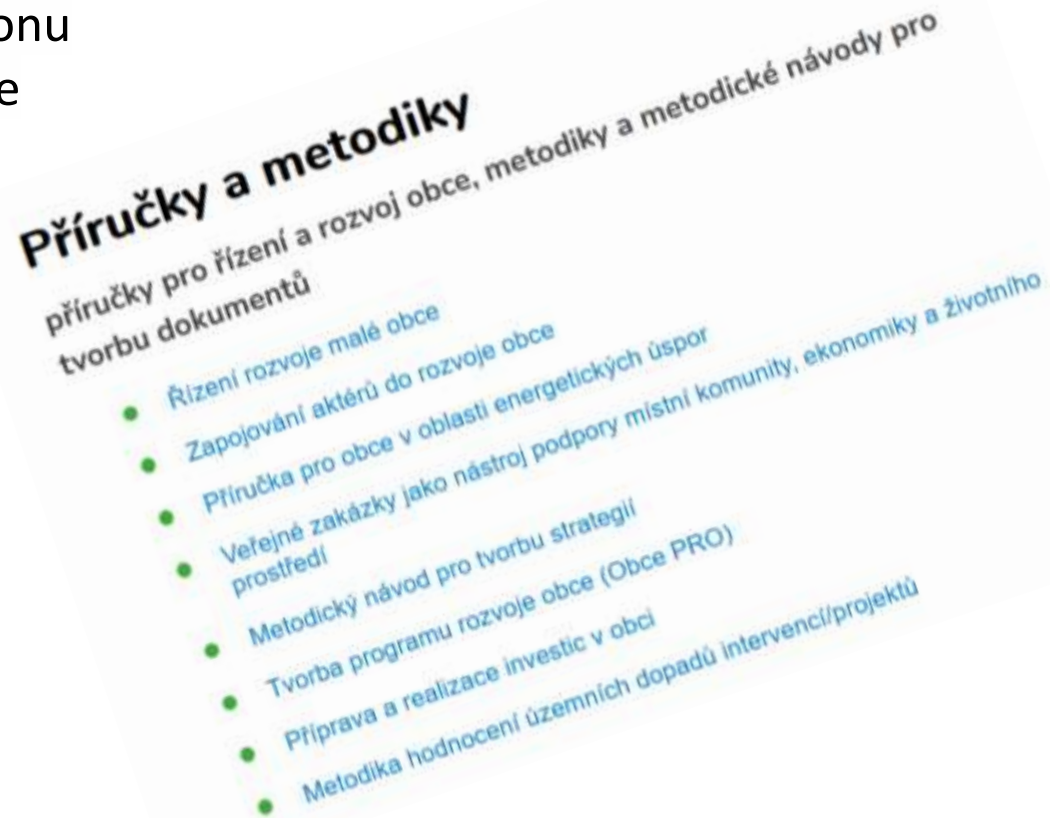 onu
e
Příručky a metodiky
příručky pro řízení a rozvoj obce, metodiky a metodické návody pro
tvorbu dokumentů
Řízení rozvoje malé obce
Zapojování aktérů do rozvoje obce
Příručka pro obce v oblasti energetických úspor
Veřejné zakázky jako nástroj podpory místní komunity, ekonomiky a životního
prostředí
Metodický návod pro tvorbu strategií
Tvorba programu rozvoje obce (Obce PRO)
Příprava a realizace investic v obci
Metodika hodnocení územních dopadů intervencí/projektů